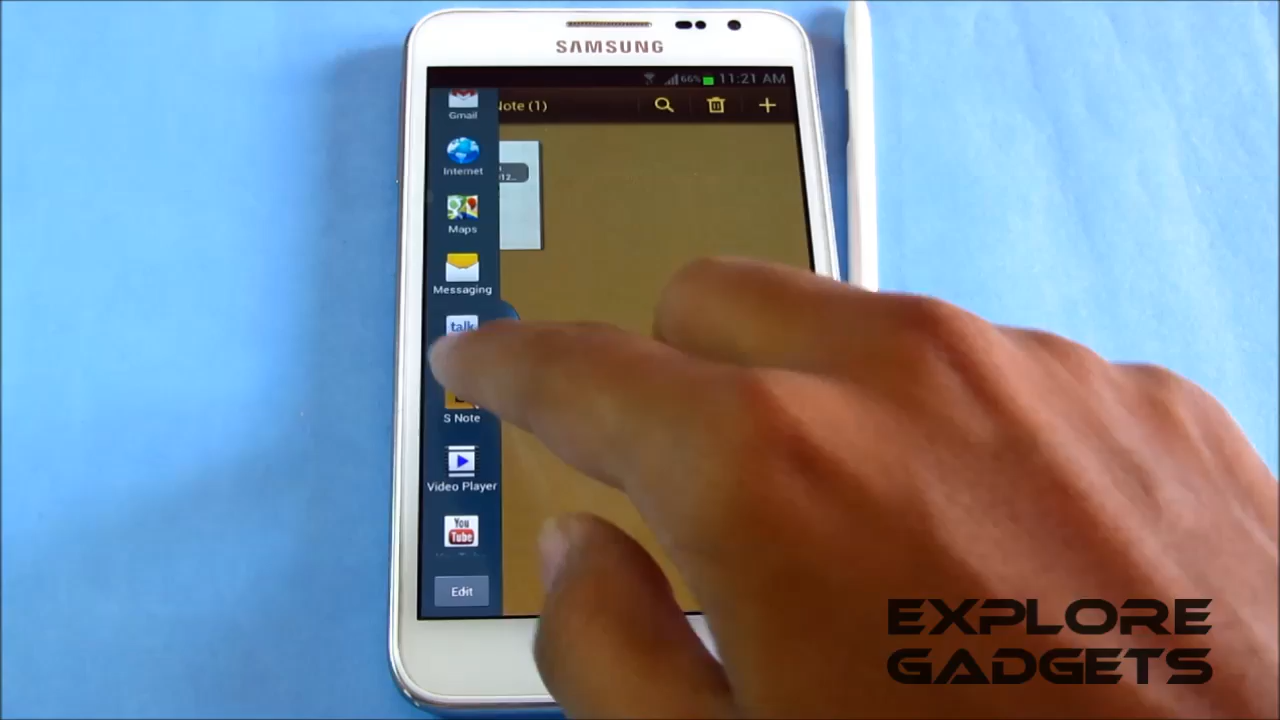 SAMSUNG
66% 11:21 AM
Gmail
Note (1)
Internet
Maps
Messaging
talk
S Note
Video Player
You
Tube
Edit
EXPLORE
GADGETS